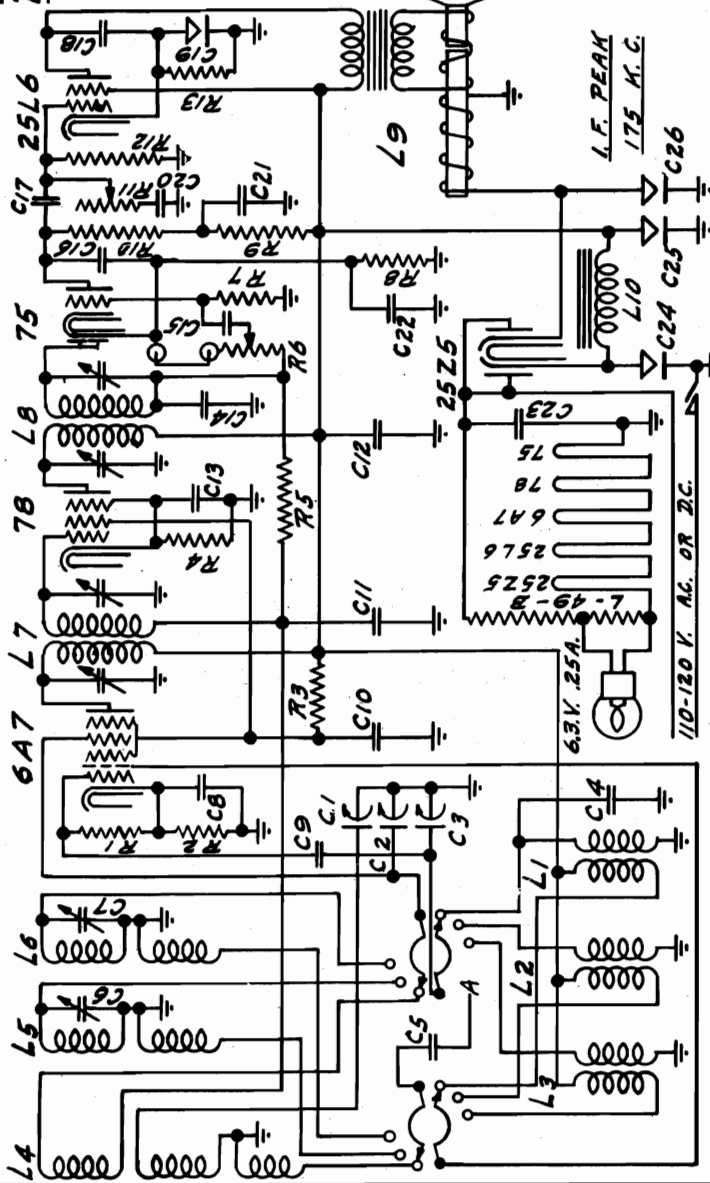 L4
L5
L6
6A7
L7
78
L8
75
25L6
C6
C7
R1
R2
C8
C9
C1
C2
C3
R3
C10
C11
R4
C13
R5
C12
C14
R6
C15
R7
C22
R8
C16
R10
R9
R11
C20
C21
C17
R12
R13
C18
C19
L9
I.F. PEAK
175 K.C.
C5
A
L3
L2
L1
C4
6.3V. .25A.
L-49-B
25Z5
25L6
6A7
78
75
C23
25Z5
L10
C24
C25
C26
110-120 V. A.C. OR D.C.